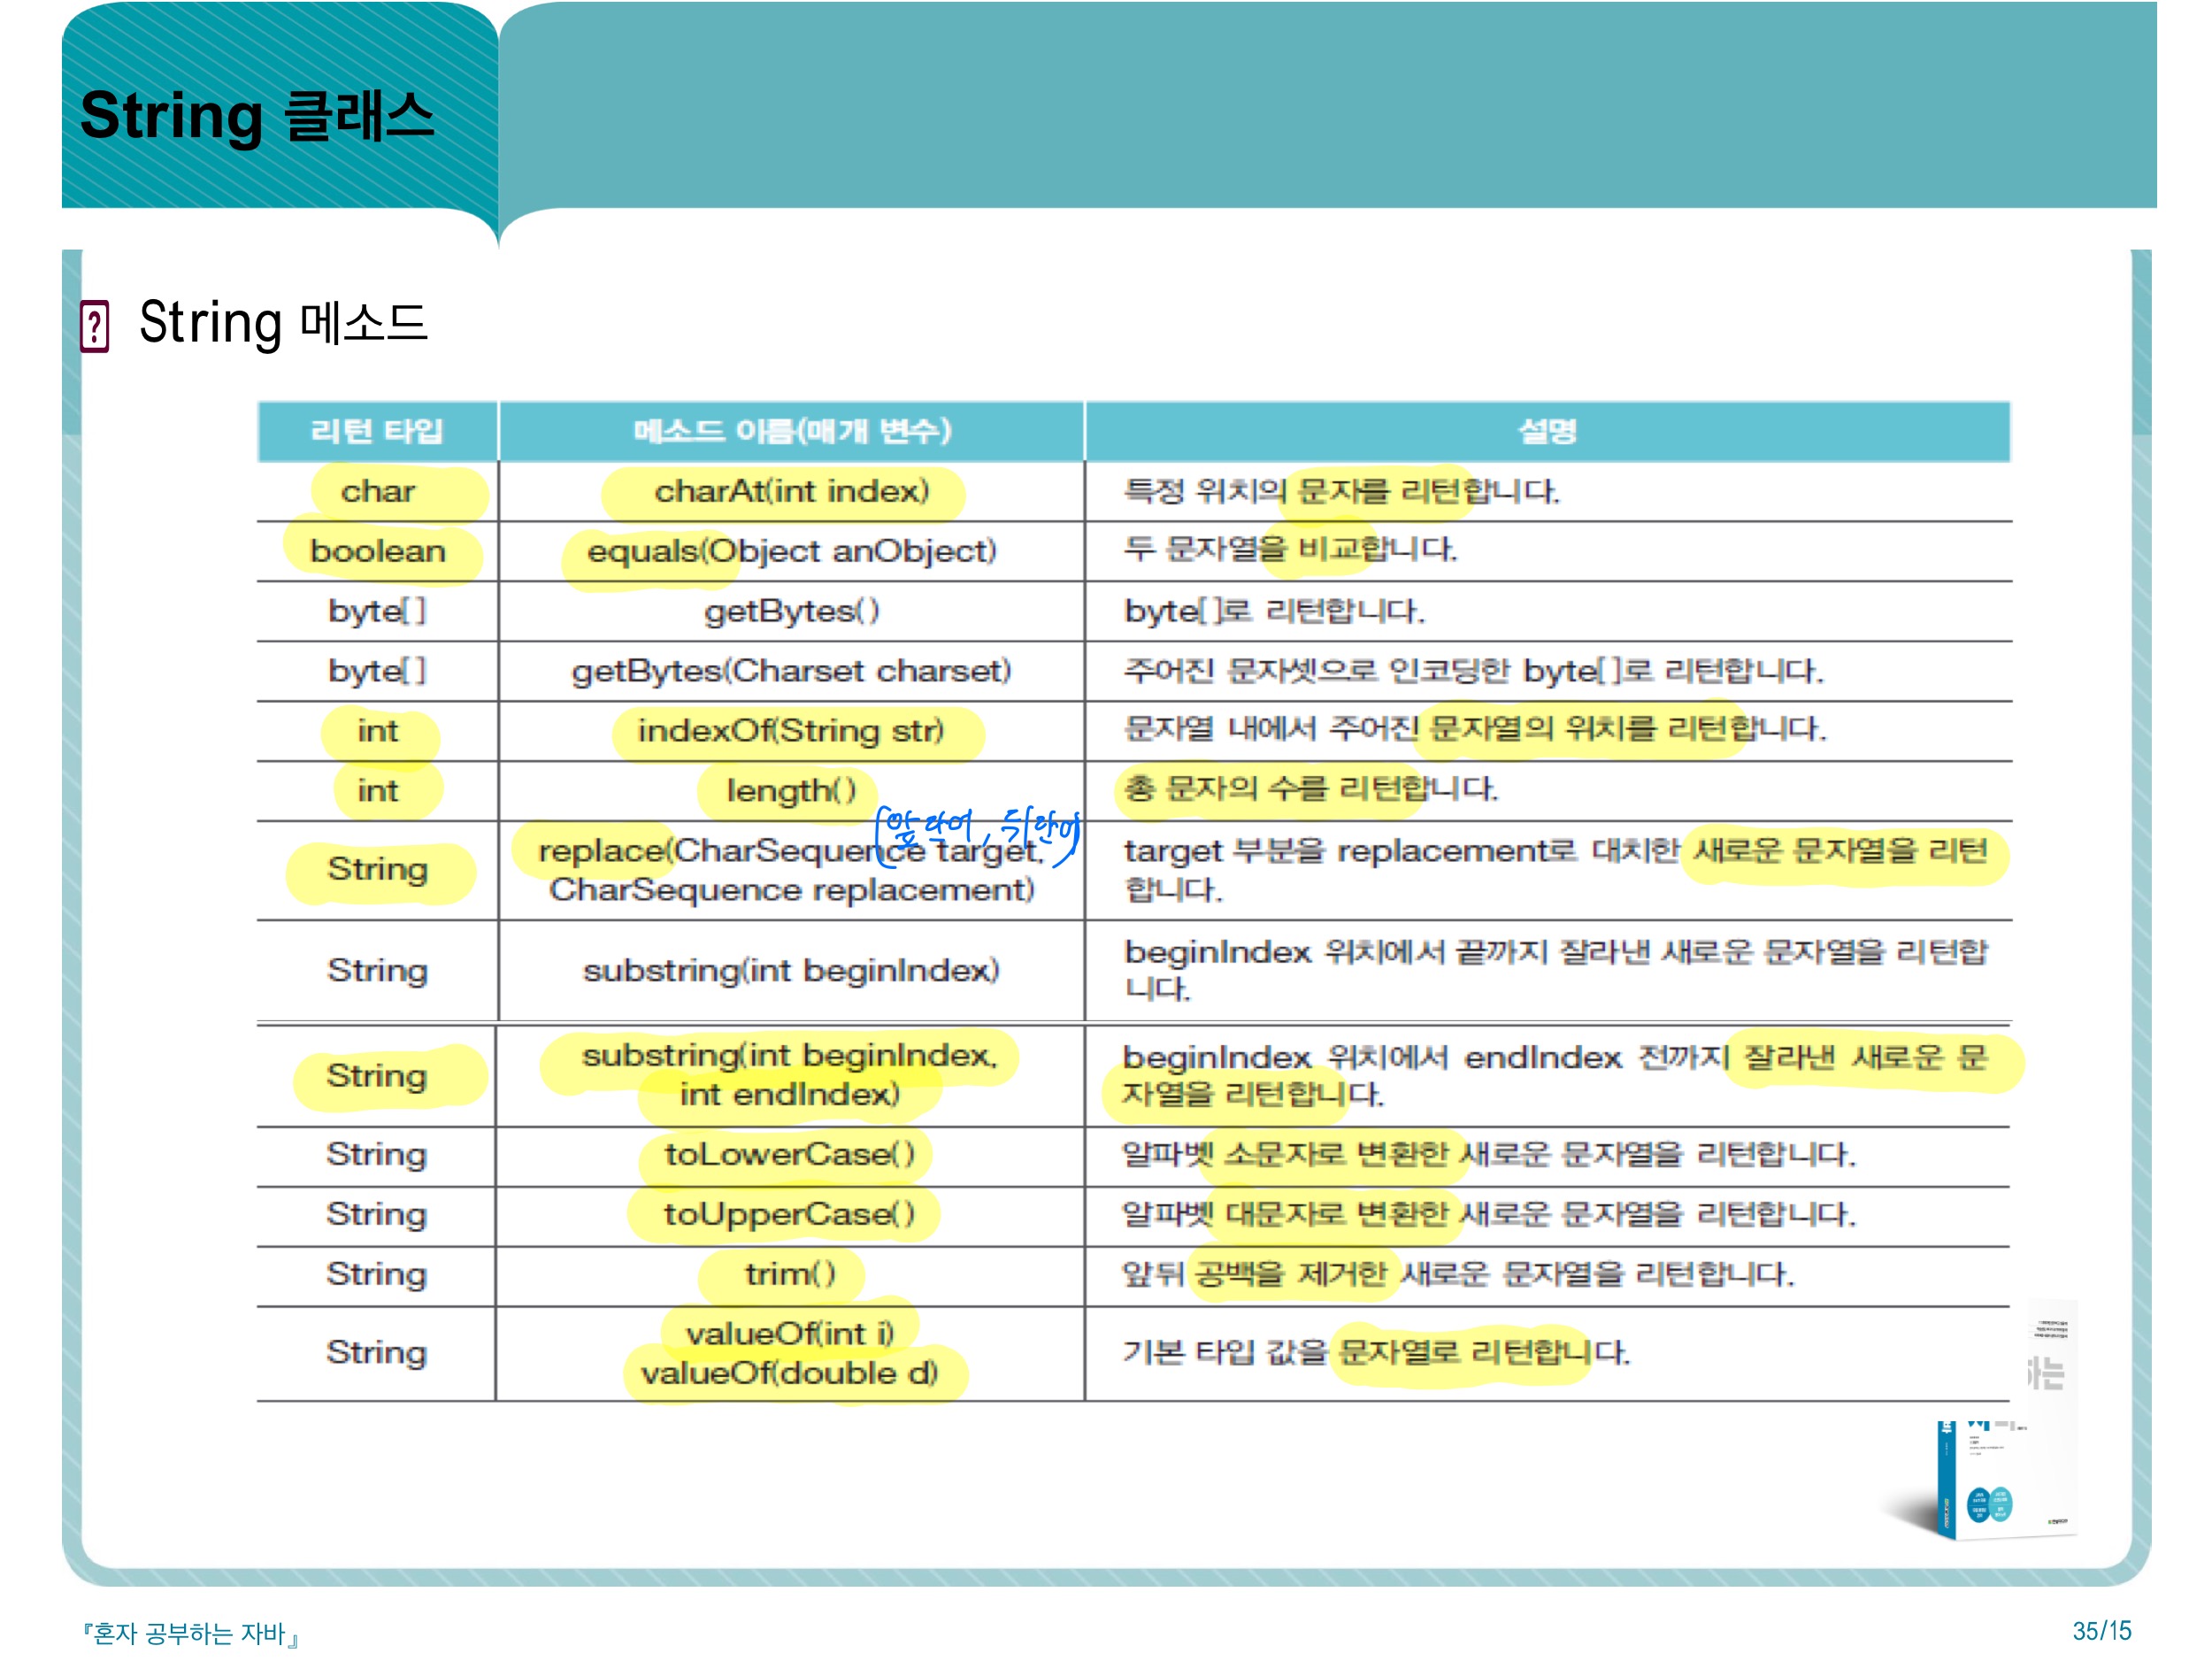 String 클래스
String 메소드
리턴 타입 메소드 이름(매개 변수) 설명
char charAt(int index) 특정 위치의 문자를 리턴합니다.
boolean equals(Object anObject) 두 문자열을 비교합니다.
byte[] getBytes() byte[]로 리턴합니다.
byte[] getBytes(Charset charset) 주어진 문자셋으로 인코딩한 byte[]로 리턴합니다.
int indexOf(String str) 문자열 내에서 주어진 문자열의 위치를 리턴합니다.
int length() 총 문자의 수를 리턴합니다.
(앞 단어, 뒤 단어)
String replace(CharSequence target, target 부분을 replacement로 대치한 새로운 문자열을 리턴
CharSequence replacement) 합니다.
String substring(int beginIndex) beginIndex 위치에서 끝까지 잘라낸 새로운 문자열을 리턴합
니다.
String substring(int beginIndex, beginIndex 위치에서 endIndex 전까지 잘라낸 새로운 문
int endIndex) 자열을 리턴합니다.
String toLowerCase() 알파벳 소문자로 변환한 새로운 문자열을 리턴합니다.
String toUpperCase() 알파벳 대문자로 변환한 새로운 문자열을 리턴합니다.
String trim() 앞뒤 공백을 제거한 새로운 문자열을 리턴합니다.
String valueOf(int i) 기본 타입 값을 문자열로 리턴합니다.
valueOf(double d)
하는
『혼자 공부하는 자바』
35/15